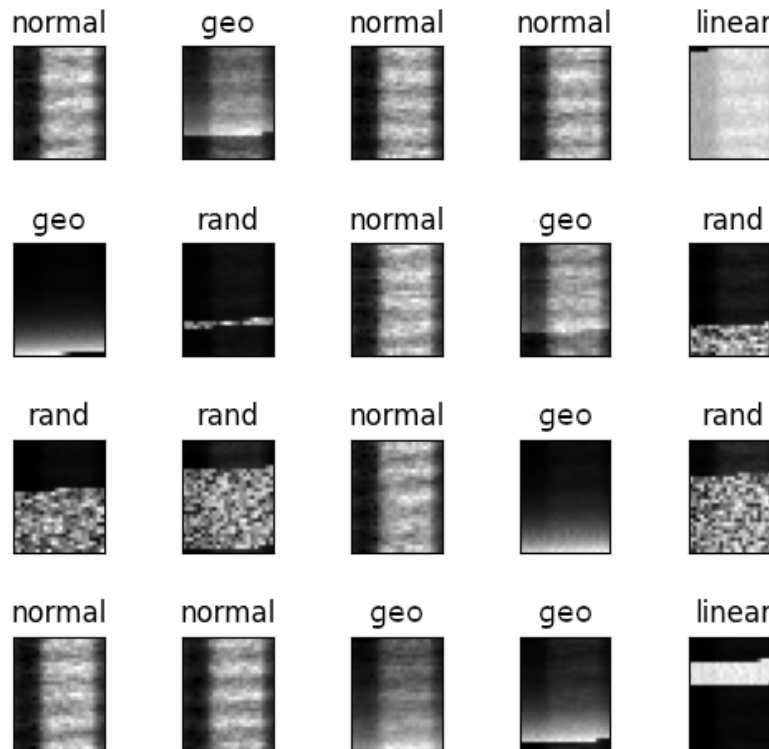 normal geo normal normal linear
geo rand normal geo rand
rand rand normal geo rand
normal normal geo geo linear